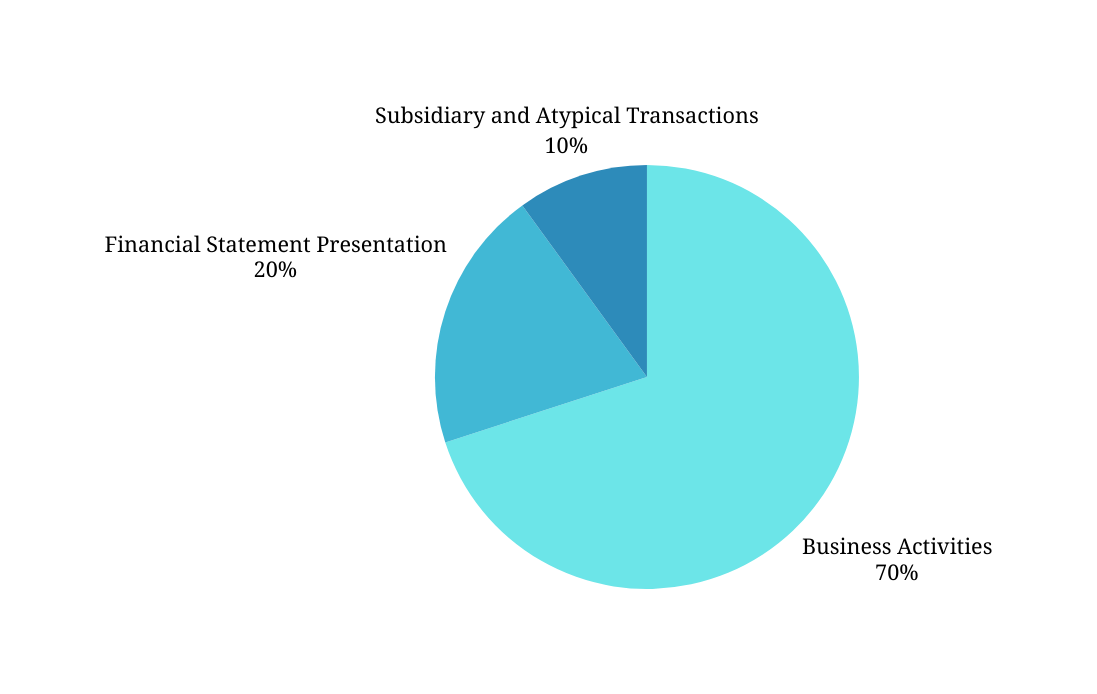 Subsidiary and Atypical Transactions
10%
Financial Statement Presentation
20%
Business Activities
70%